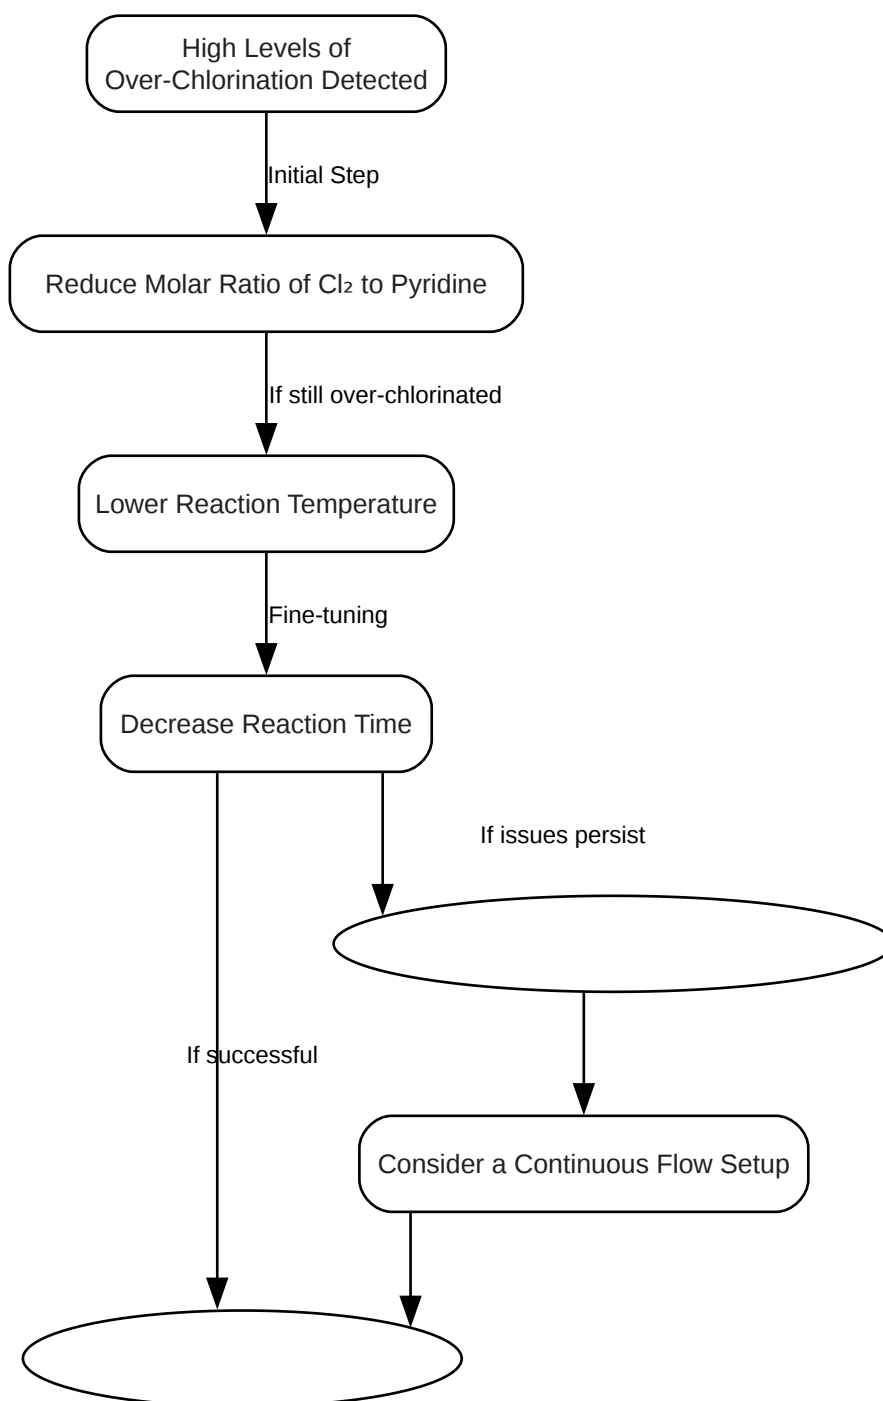 High Levels of
Over-Chlorination Detected
Initial Step
Reduce Molar Ratio of Cl₂ to Pyridine
If still over-chlorinated
Lower Reaction Temperature
Fine-tuning
Decrease Reaction Time
If issues persist
If successful
Consider a Continuous Flow Setup